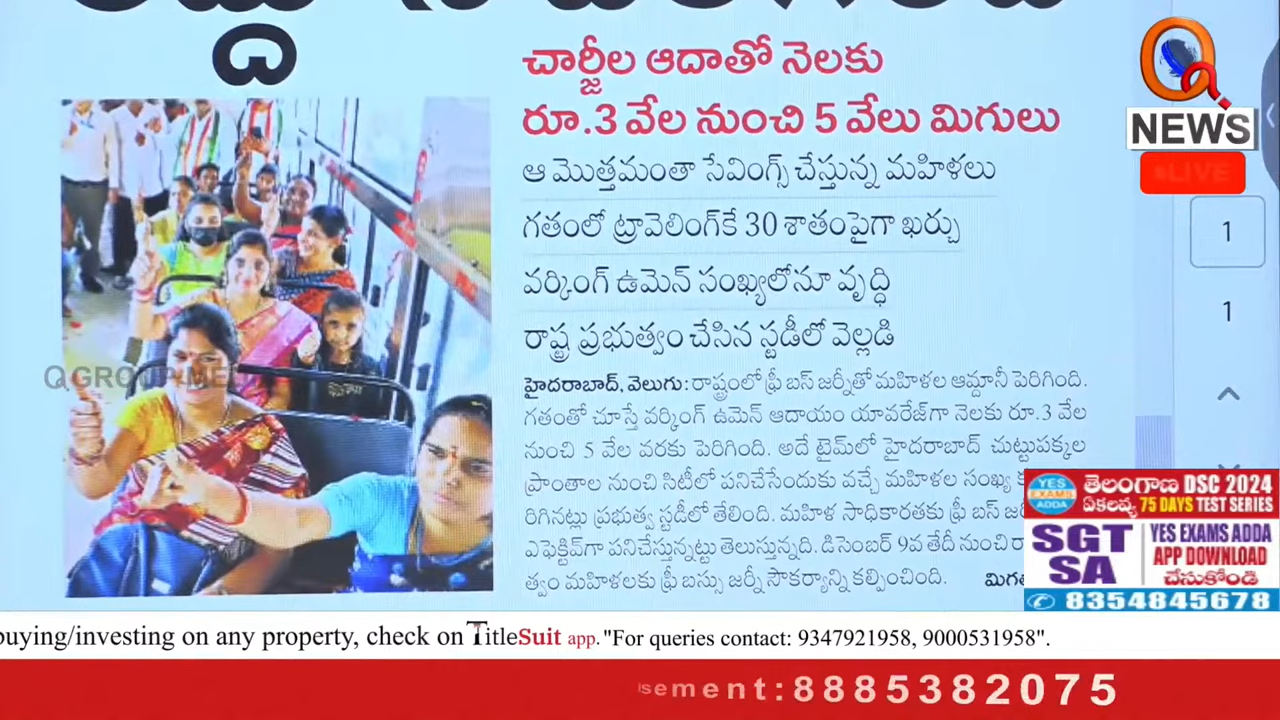 చార్జీల ఆదాతో నెలకు
రూ.3 వేల నుంచి 5 వేలు మిగులు
ఆ మొత్తమంతా సేవింగ్స్ చేస్తున్న మహిళలు
గతంలో ట్రావెలింగ్‌కే 30 శాతంపైగా ఖర్చు
వర్కింగ్ ఉమెన్ సంఖ్యలోనూ వృద్ధి
రాష్ట్ర ప్రభుత్వం చేసిన స్టడీలో వెల్లడి
హైదరాబాద్, వెలుగు: రాష్ట్రంలో ఫ్రీ బస్ జర్నీతో మహిళల ఆమ్దానీ పెరిగింది.
గతంతో చూస్తే వర్కింగ్ ఉమెన్ ఆదాయం యావరేజ్‌గా నెలకు రూ.3 వేల
నుంచి 5 వేల వరకు పెరిగింది. అదే టైమ్‌లో హైదరాబాద్ చుట్టుపక్కల
ప్రాంతాల నుంచి సిటీలో పనిచేసేందుకు వచ్చే మహిళల సంఖ్య
రిగినట్లు ప్రభుత్వ స్టడీలో తేలింది. మహిళ సాధికారతకు ఫ్రీ బస్
ఎఫెక్టివ్‌గా పనిచేస్తున్నట్టు తెలుస్తున్నది. డిసెంబర్ 9వ తేదీ నుంచి
త్వం మహిళలకు ఫ్రీ బస్సు జర్నీ సౌకర్యాన్ని కల్పించింది.
Q GROUP MED
Q
NEWS
LIVE
1
1
YES
EXAMS
ADDA
తెలంగాణ DSC 2024
ఏకలవ్య 75 DAYS TEST SERIES
SGT
SA
YES EXAMS ADDA
APP DOWNLOAD
చేసుకోండి
8354845678
buying/investing on any property, check on TitleSuit app. "For queries contact: 9347921958, 9000531958".
sement:8885382075